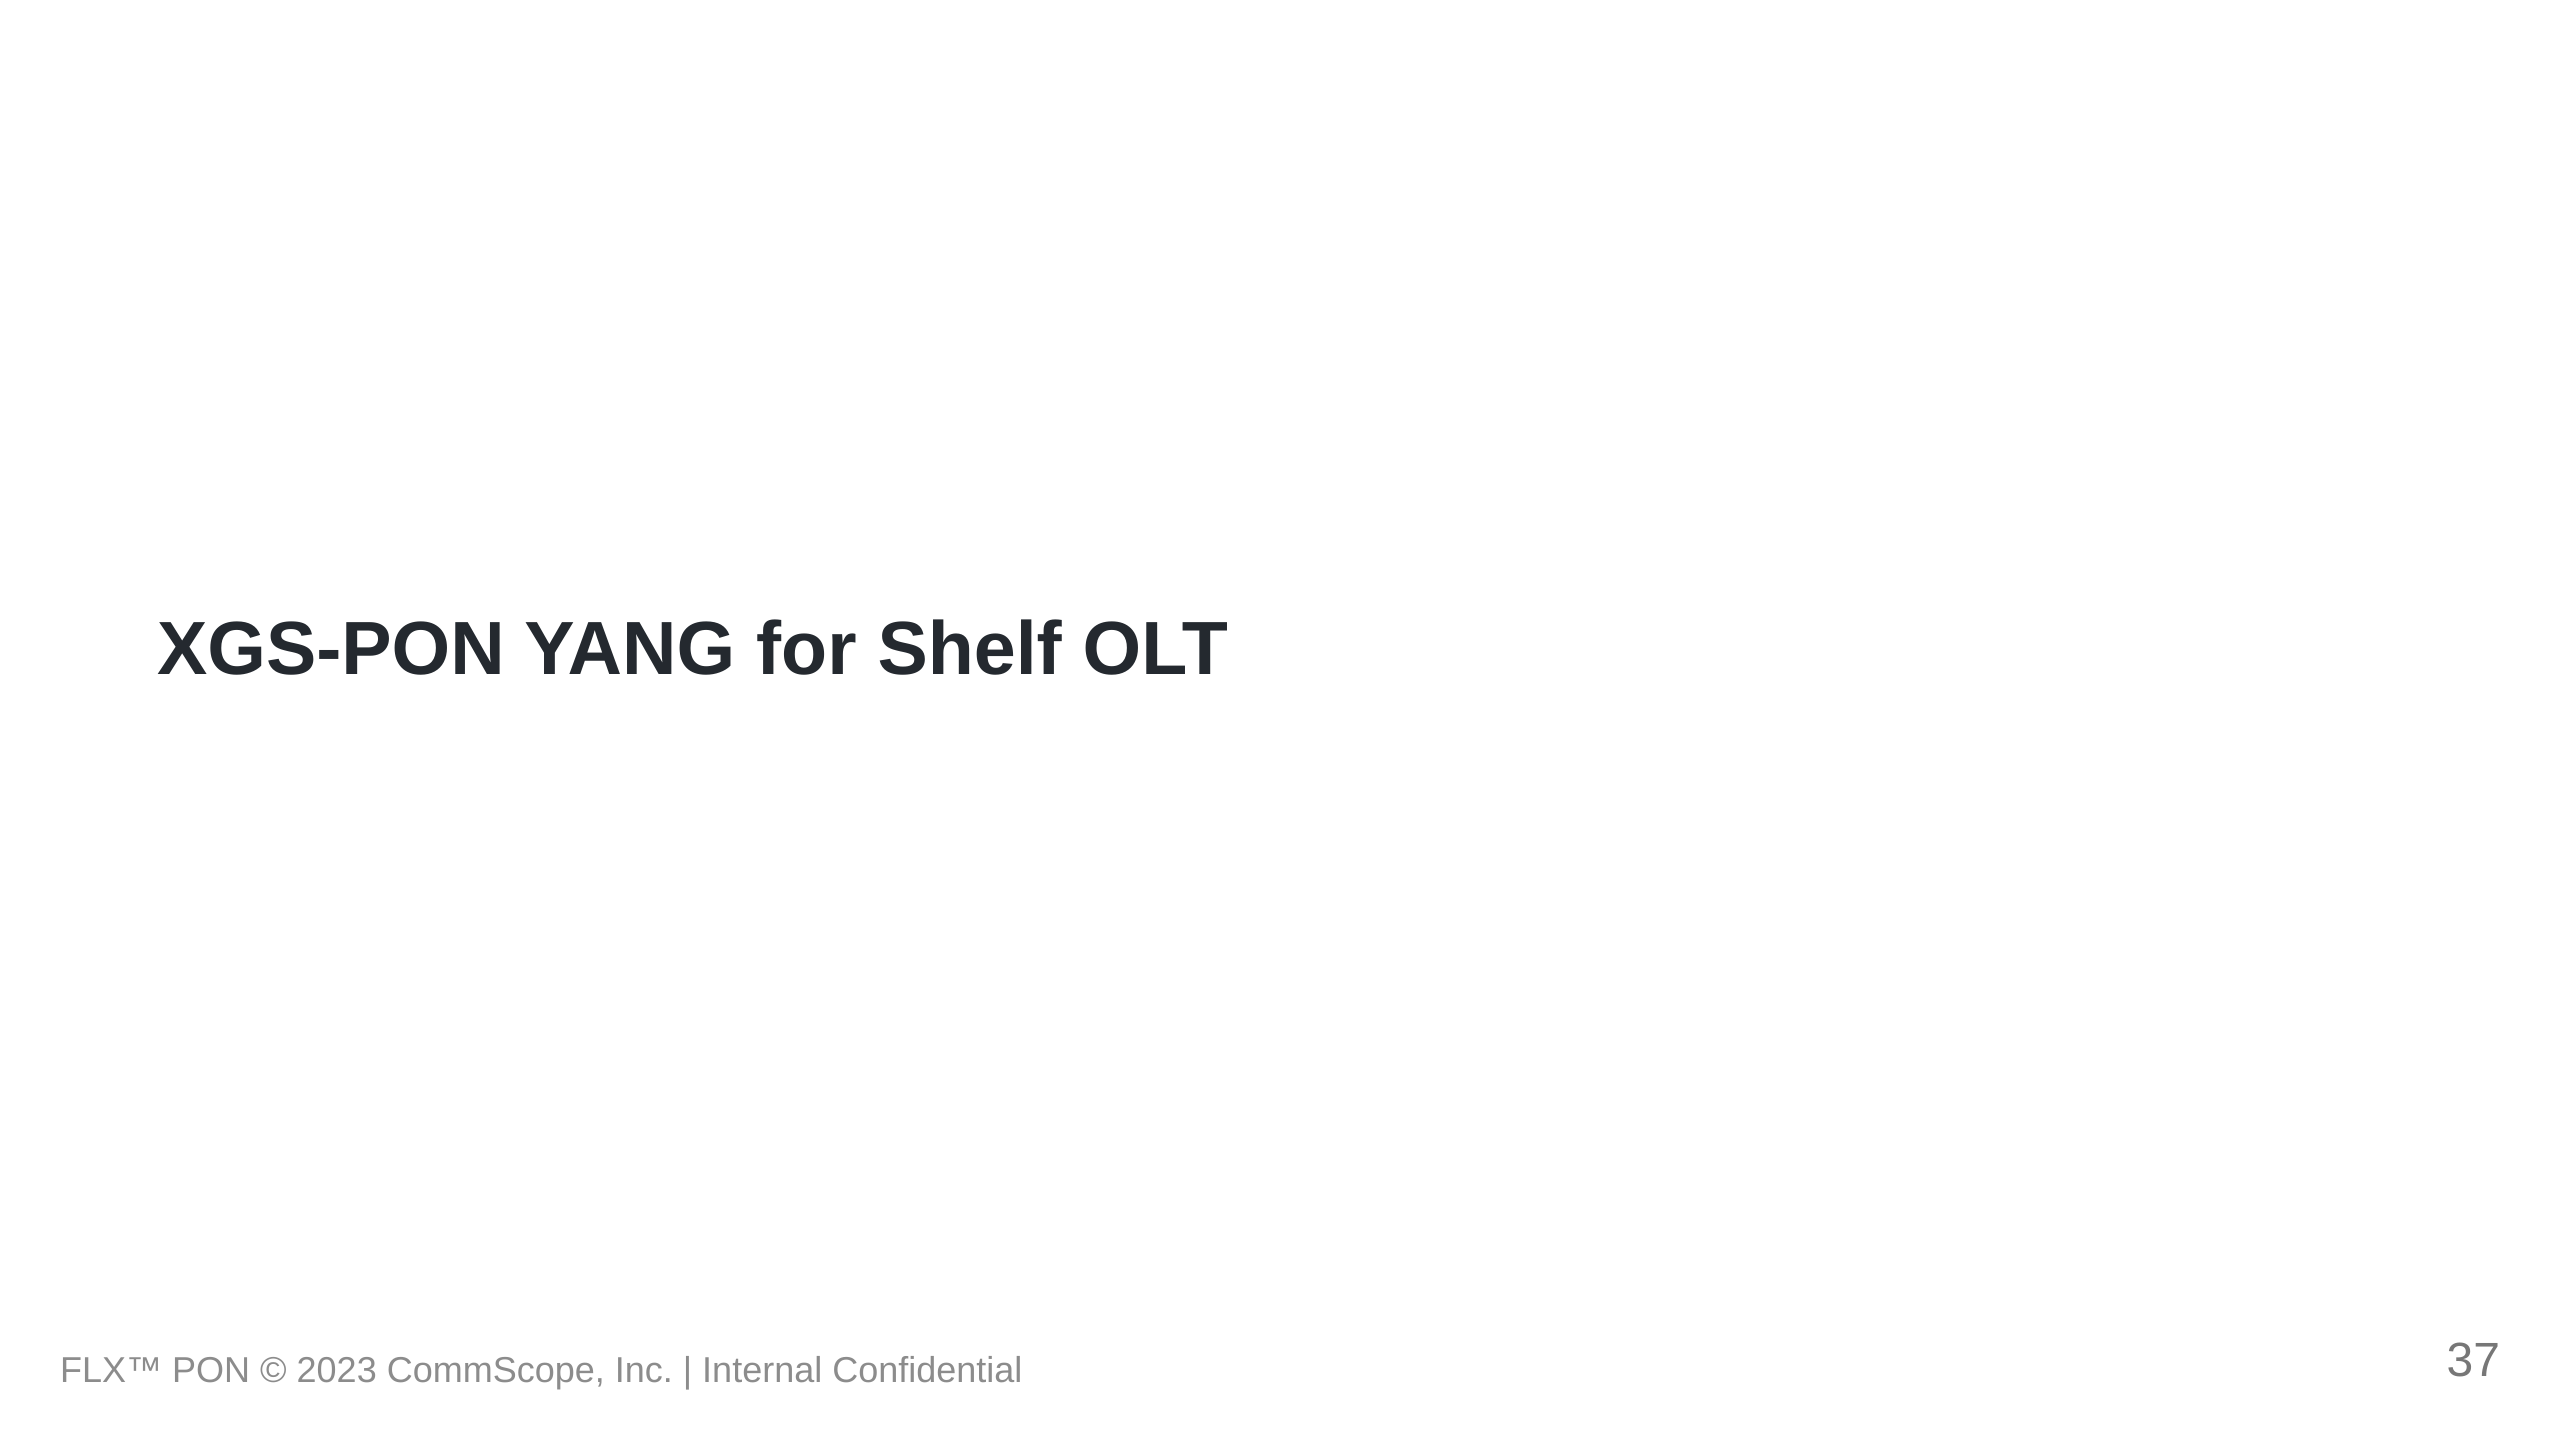 XGS-PON YANG for Shelf OLT
FLX™ PON © 2023 CommScope, Inc. | Internal Confidential
37